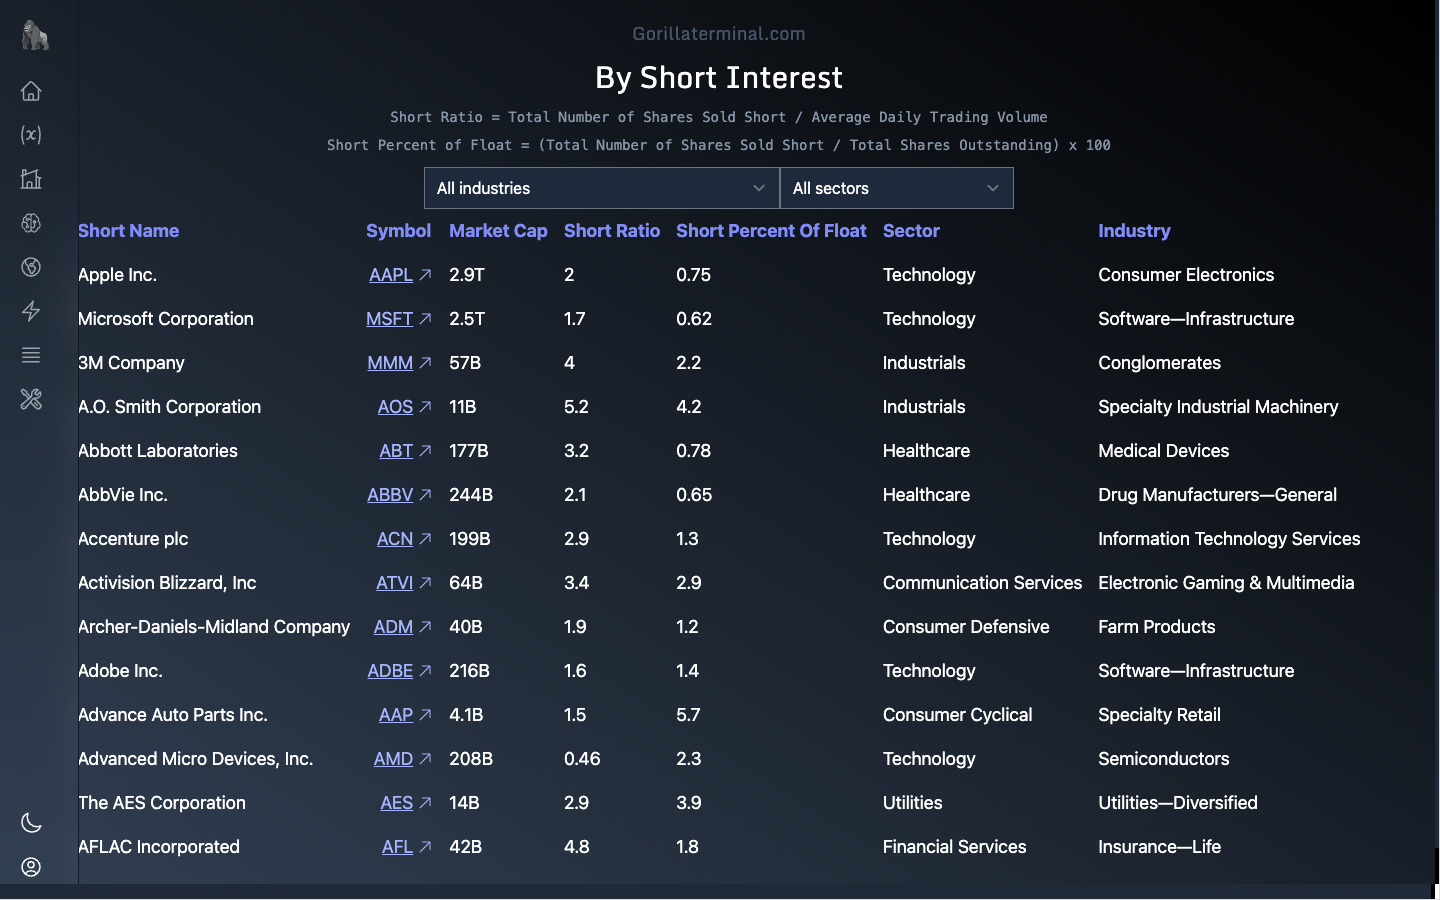 Gorillaterminal.com
By Short Interest
Short Ratio = Total Number of Shares Sold Short / Average Daily Trading Volume
Short Percent of Float = (Total Number of Shares Sold Short / Total Shares Outstanding) x 100
All industries All sectors
Short Name Symbol Market Cap Short Ratio Short Percent Of Float Sector Industry
Apple Inc. AAPL 2.9T 2 0.75 Technology Consumer Electronics
Microsoft Corporation MSFT 2.5T 1.7 0.62 Technology Software—Infrastructure
3M Company MMM 57B 4 2.2 Industrials Conglomerates
A.O. Smith Corporation AOS 11B 5.2 4.2 Industrials Specialty Industrial Machinery
Abbott Laboratories ABT 177B 3.2 0.78 Healthcare Medical Devices
AbbVie Inc. ABBV 244B 2.1 0.65 Healthcare Drug Manufacturers—General
Accenture plc ACN 199B 2.9 1.3 Technology Information Technology Services
Activision Blizzard, Inc ATVI 64B 3.4 2.9 Communication Services Electronic Gaming & Multimedia
Archer-Daniels-Midland Company ADM 40B 1.9 1.2 Consumer Defensive Farm Products
Adobe Inc. ADBE 216B 1.6 1.4 Technology Software—Infrastructure
Advance Auto Parts Inc. AAP 4.1B 1.5 5.7 Consumer Cyclical Specialty Retail
Advanced Micro Devices, Inc. AMD 208B 0.46 2.3 Technology Semiconductors
The AES Corporation AES 14B 2.9 3.9 Utilities Utilities—Diversified
AFLAC Incorporated AFL 42B 4.8 1.8 Financial Services Insurance—Life